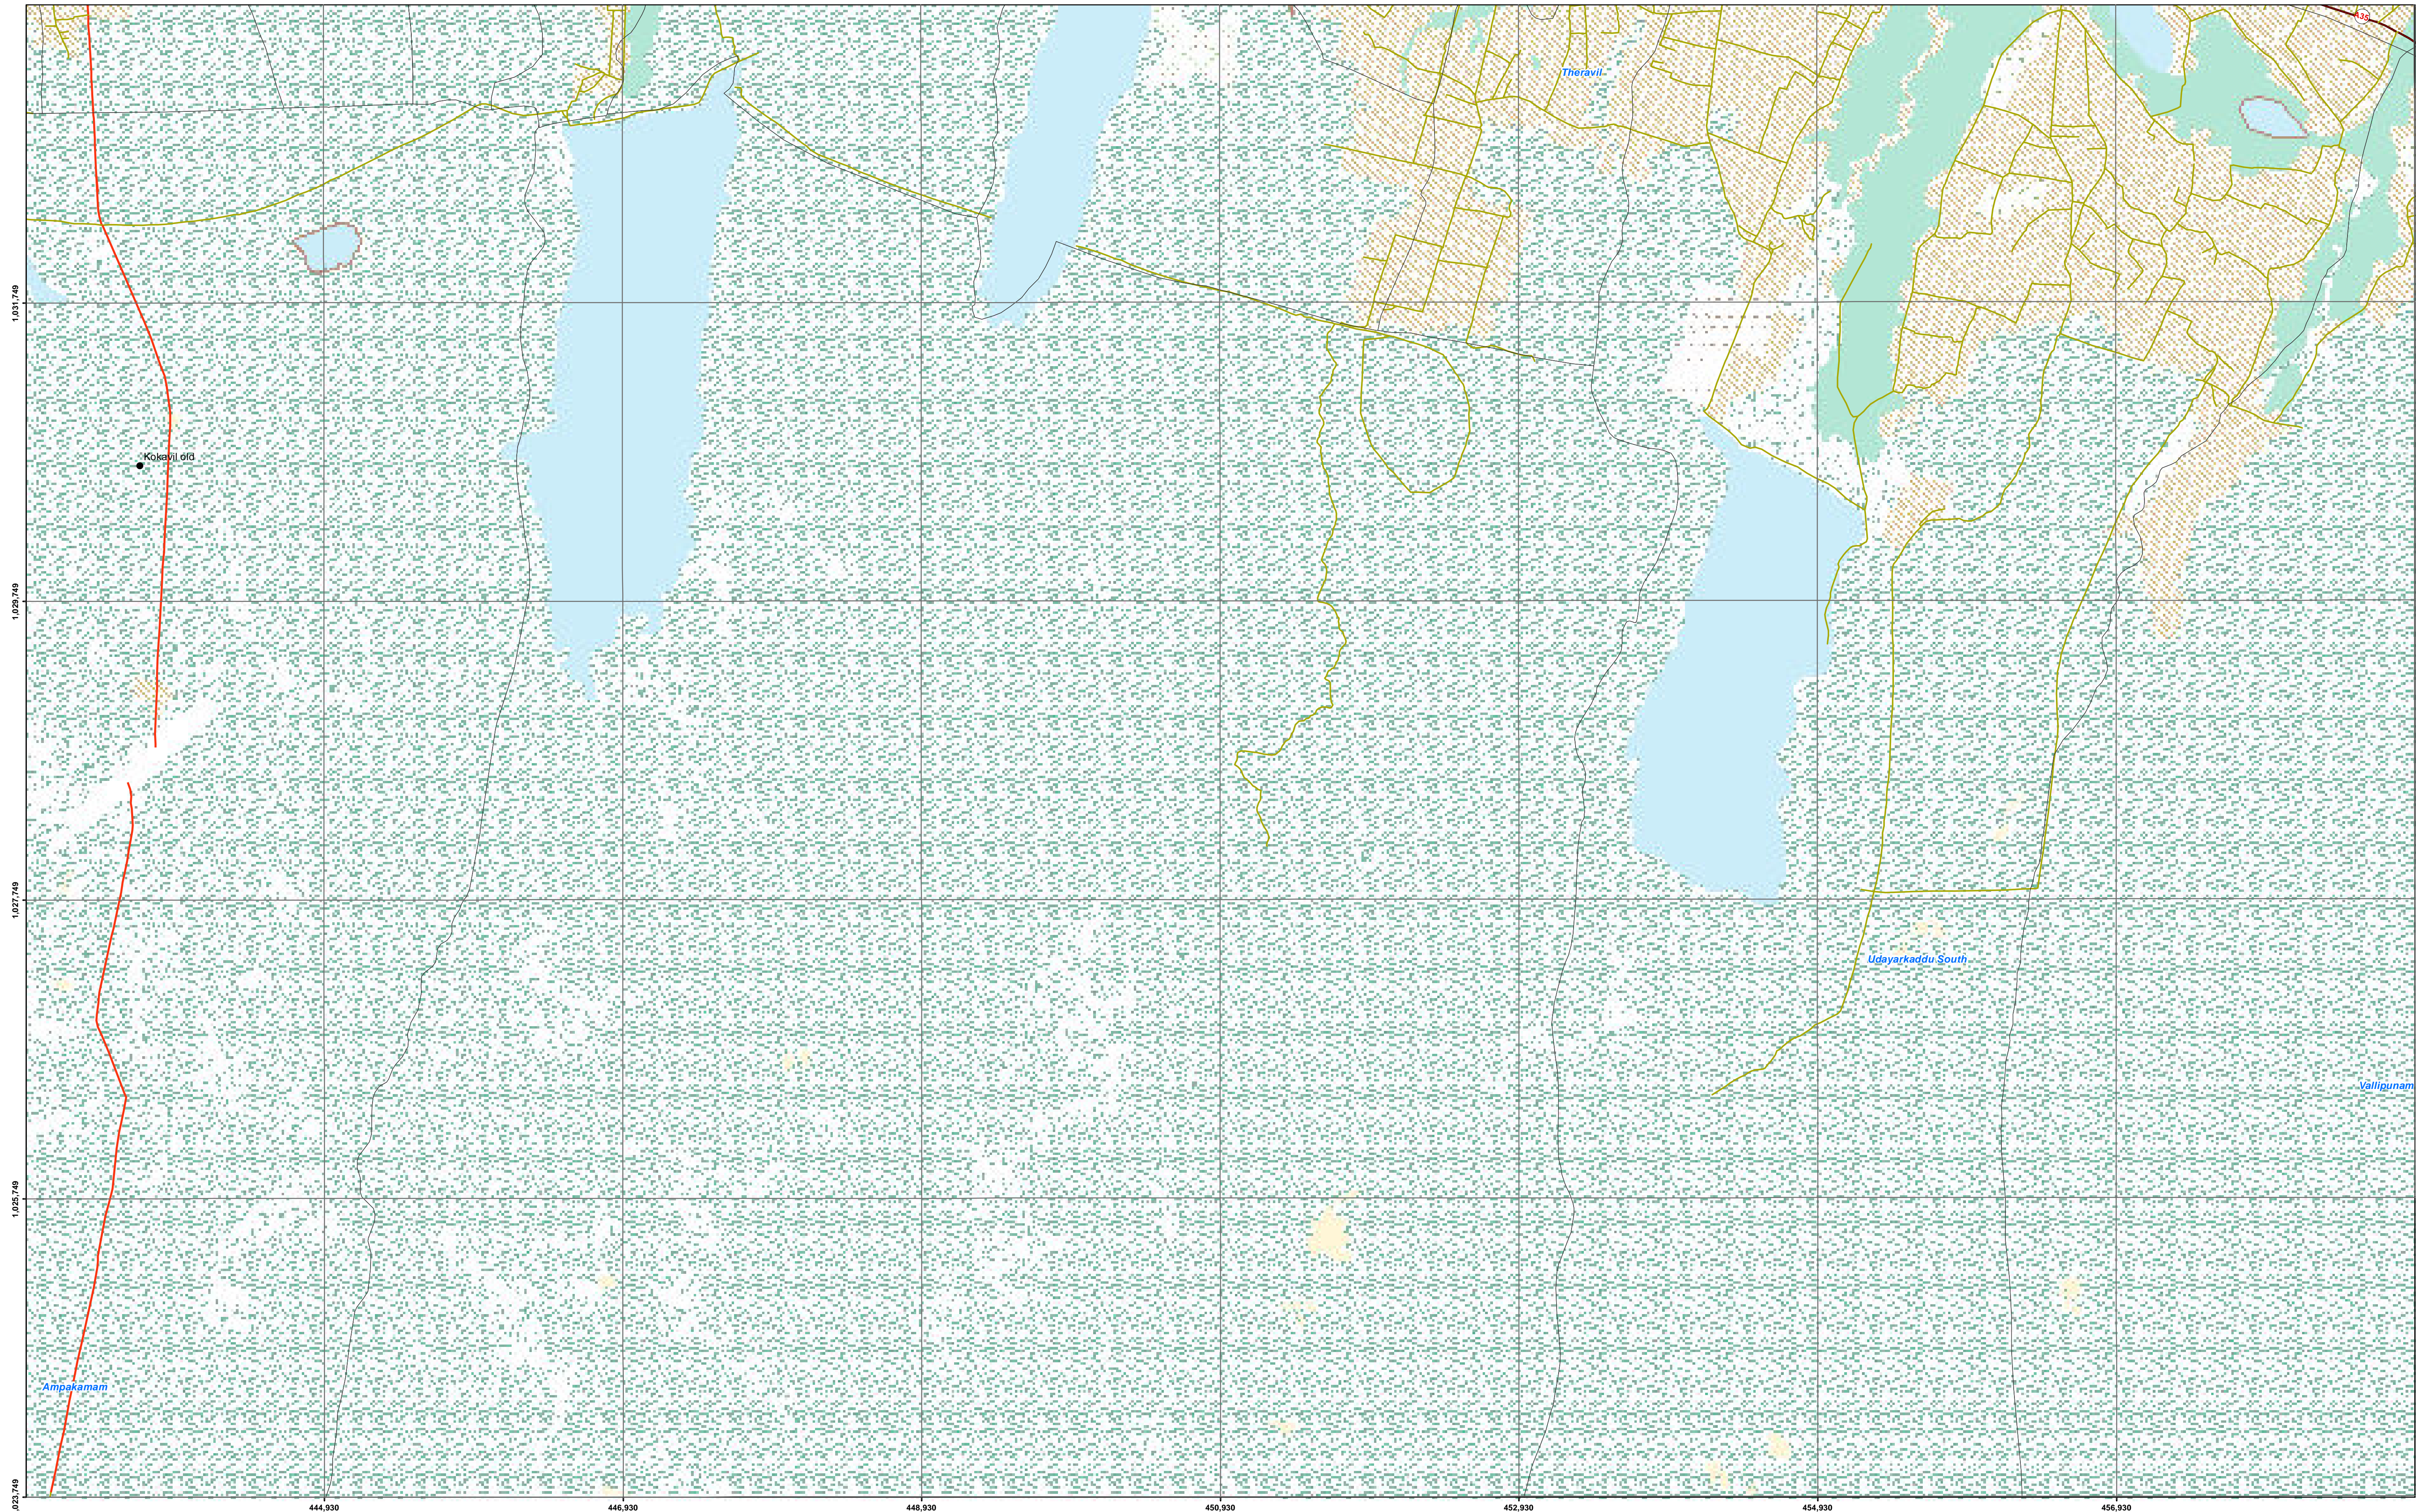 A35
Theravil
1,031,749
Kokavil old
1,029,749
1,027,749
Udayarkaddu South
Vallipunam
1,025,749
Ampakamam
,023,749
444,930
446,930
448,930
450,930
452,930
454,930
456,930